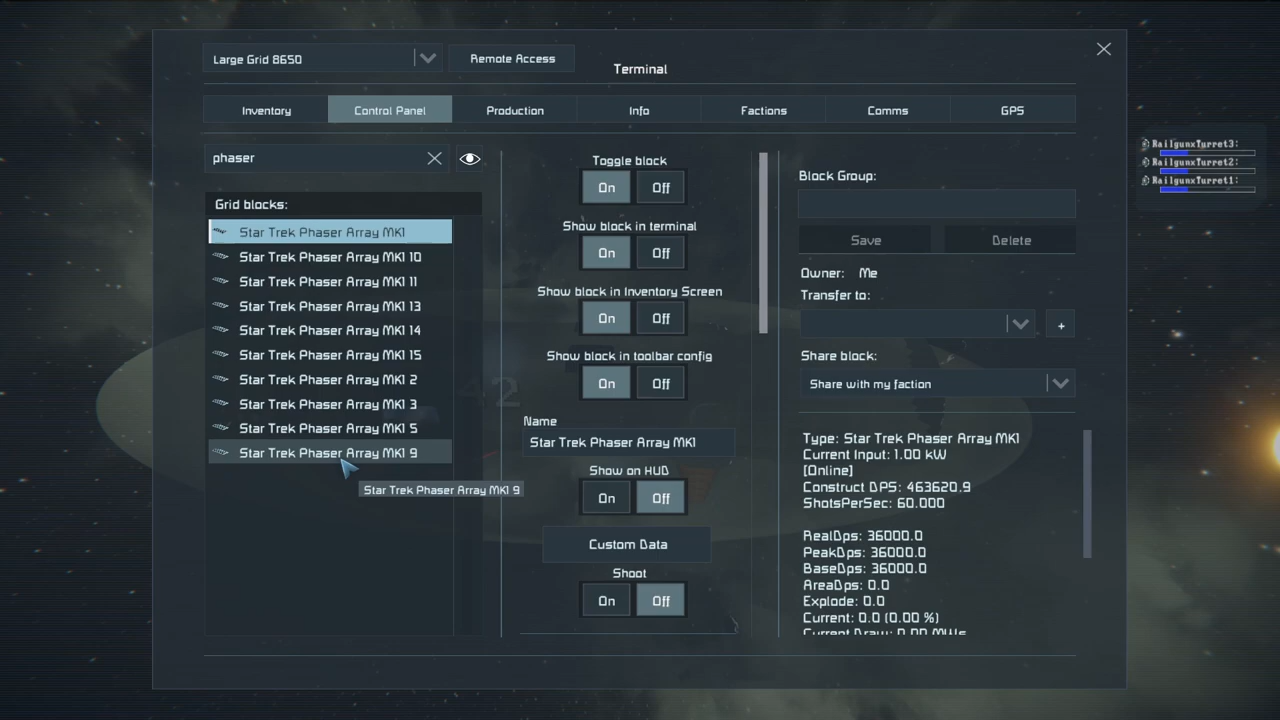 Large Grid 8650
Remote Access
Terminal
Inventory
Control Panel
Production
Info
Factions
Comms
GPS
phaser
Grid blocks:
Star Trek Phaser Array MK1
Star Trek Phaser Array MK1 10
Star Trek Phaser Array MK1 11
Star Trek Phaser Array MK1 13
Star Trek Phaser Array MK1 14
Star Trek Phaser Array MK1 15
Star Trek Phaser Array MK1 2
Star Trek Phaser Array MK1 3
Star Trek Phaser Array MK1 5
Star Trek Phaser Array MK1 9
Star Trek Phaser Array MK1 9
Toggle block
On Off
Show block in terminal
On Off
Show block in Inventory Screen
On Off
Show block in toolbar config
On Off
Name
Star Trek Phaser Array MK1
Show on HUD
On Off
Custom Data
Shoot
On Off
Block Group:
Save
Delete
Owner: Me
Transfer to:
+
Share block:
Share with my faction
Type: Star Trek Phaser Array MK1
Current Input: 1.00 kW
[Online]
Construct DPS: 463620.9
ShotsPerSec: 60.000
RealDps: 36000.0
PeakDps: 36000.0
BaseDps: 36000.0
AreaDps: 0.0
Explode: 0.0
Current: 0.0 (0.00 %)
Current Draw: 0.00 MWs
RailgunxTurret3:
RailgunxTurret2:
RailgunxTurret1: